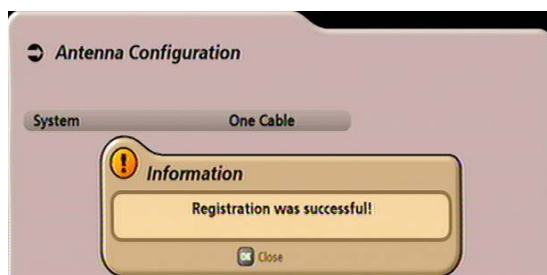 Antenna Configuration
System One Cable
Information
Registration was successful!
OK Close